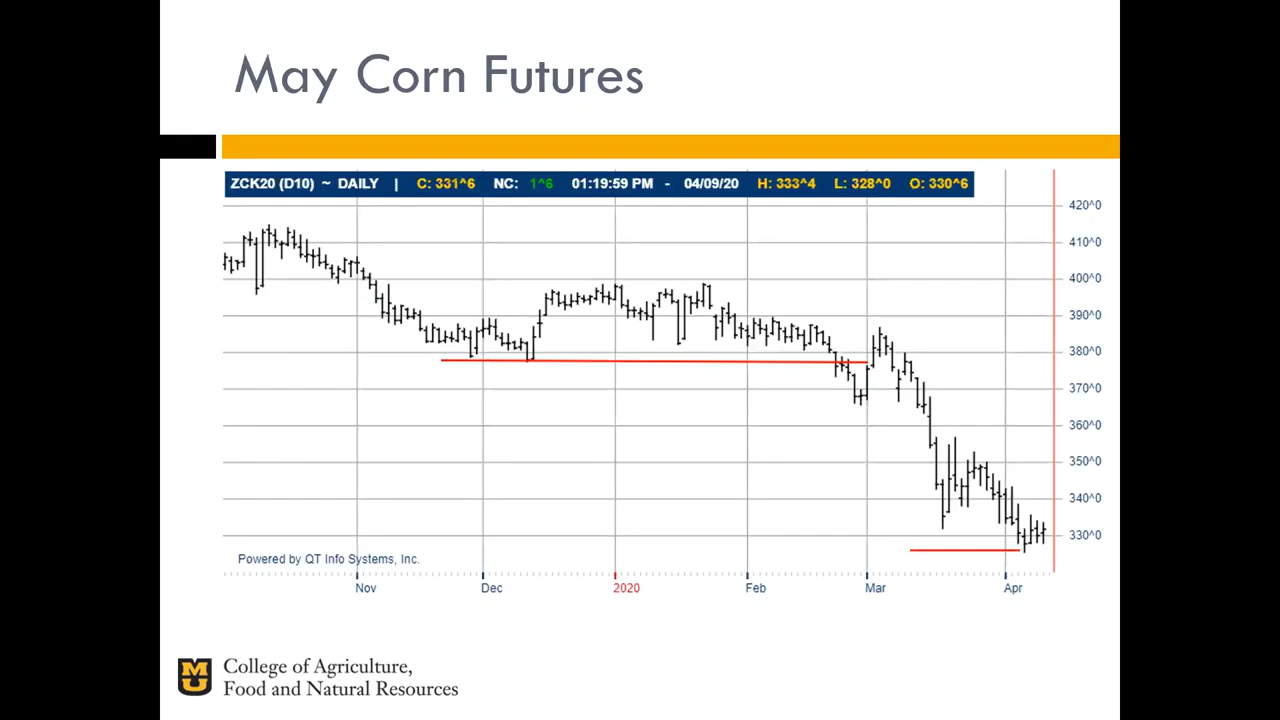 May Corn Futures
ZCK20 (D10) ~ DAILY | C: 331^6 NC: 1^6 01:19:59 PM - 04/09/20 H: 333^4 L: 328^0 O: 330^6
420^0
410^0
400^0
390^0
380^0
370^0
360^0
350^0
340^0
330^0
Powered by QT Info Systems, Inc.
Nov Dec 2020 Feb Mar Apr
MU
College of Agriculture,
Food and Natural Resources